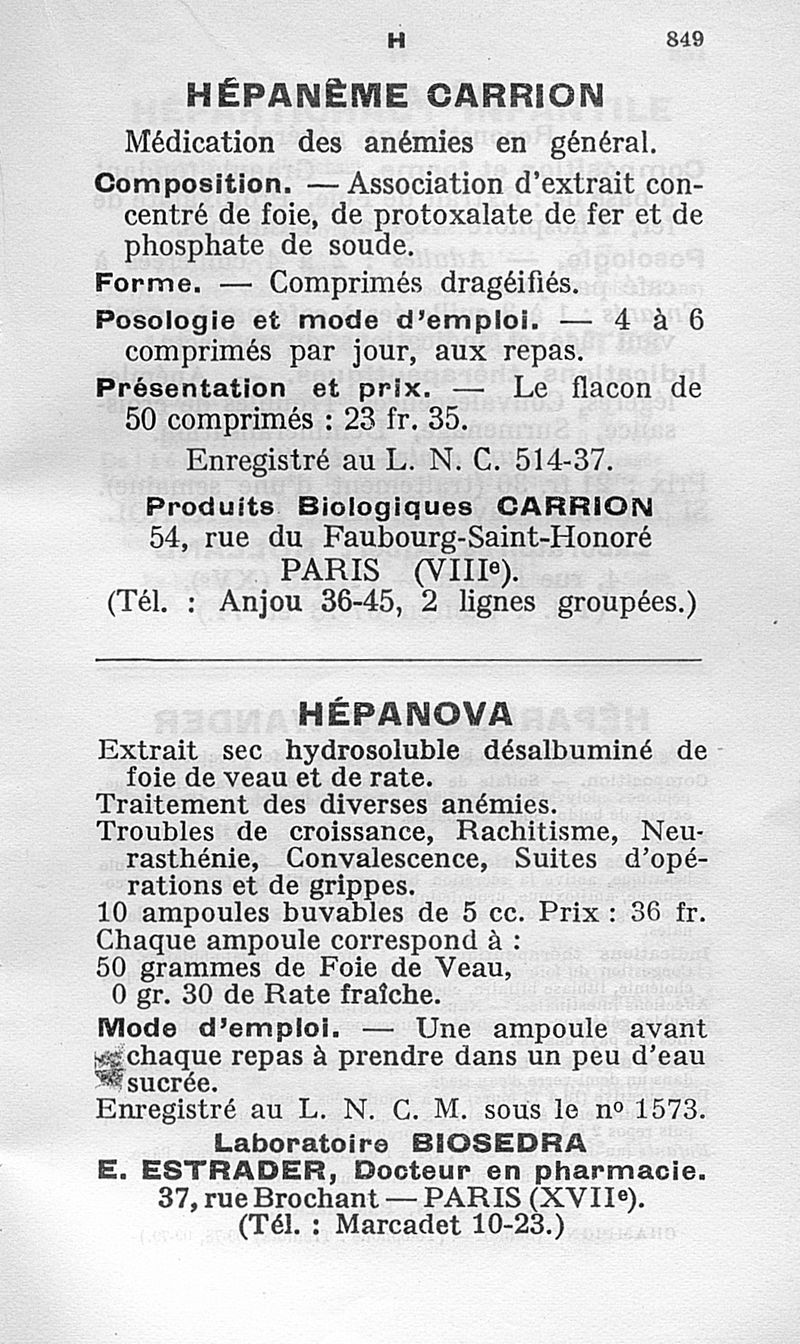 H 849
HÉPANÈME CARRION
Médication des anémies en général.
Composition. — Association d'extrait con-
centré de foie, de protoxalate de fer et de
phosphate de soude.
Forme. — Comprimés dragéifiés.
Posologie et mode d'emploi. — 4 à 6
comprimés par jour, aux repas.
Présentation et prix. — Le flacon de
50 comprimés : 23 fr. 35.
Enregistré au L. N. C. 514-37.
Produits Biologiques CARRION
54, rue du Faubourg-Saint-Honoré
PARIS (VIIIe).
(Tél. : Anjou 36-45, 2 lignes groupées.)
HÉPANOVA
Extrait sec hydrosoluble désalbuminé de
foie de veau et de rate.
Traitement des diverses anémies.
Troubles de croissance, Rachitisme, Neu-
rasthénie, Convalescence, Suites d'opé-
rations et de grippes.
10 ampoules buvables de 5 cc. Prix : 36 fr.
Chaque ampoule correspond à :
50 grammes de Foie de Veau,
0 gr. 30 de Rate fraîche.
Mode d'emploi. — Une ampoule avant
chaque repas à prendre dans un peu d'eau
sucrée.
Enregistré au L. N. C. M. sous le no 1573.
Laboratoire BIOSEDRA
E. ESTRADER, Docteur en pharmacie.
37, rue Brochant — PARIS (XVIIe).
(Tél. : Marcadet 10-23.)